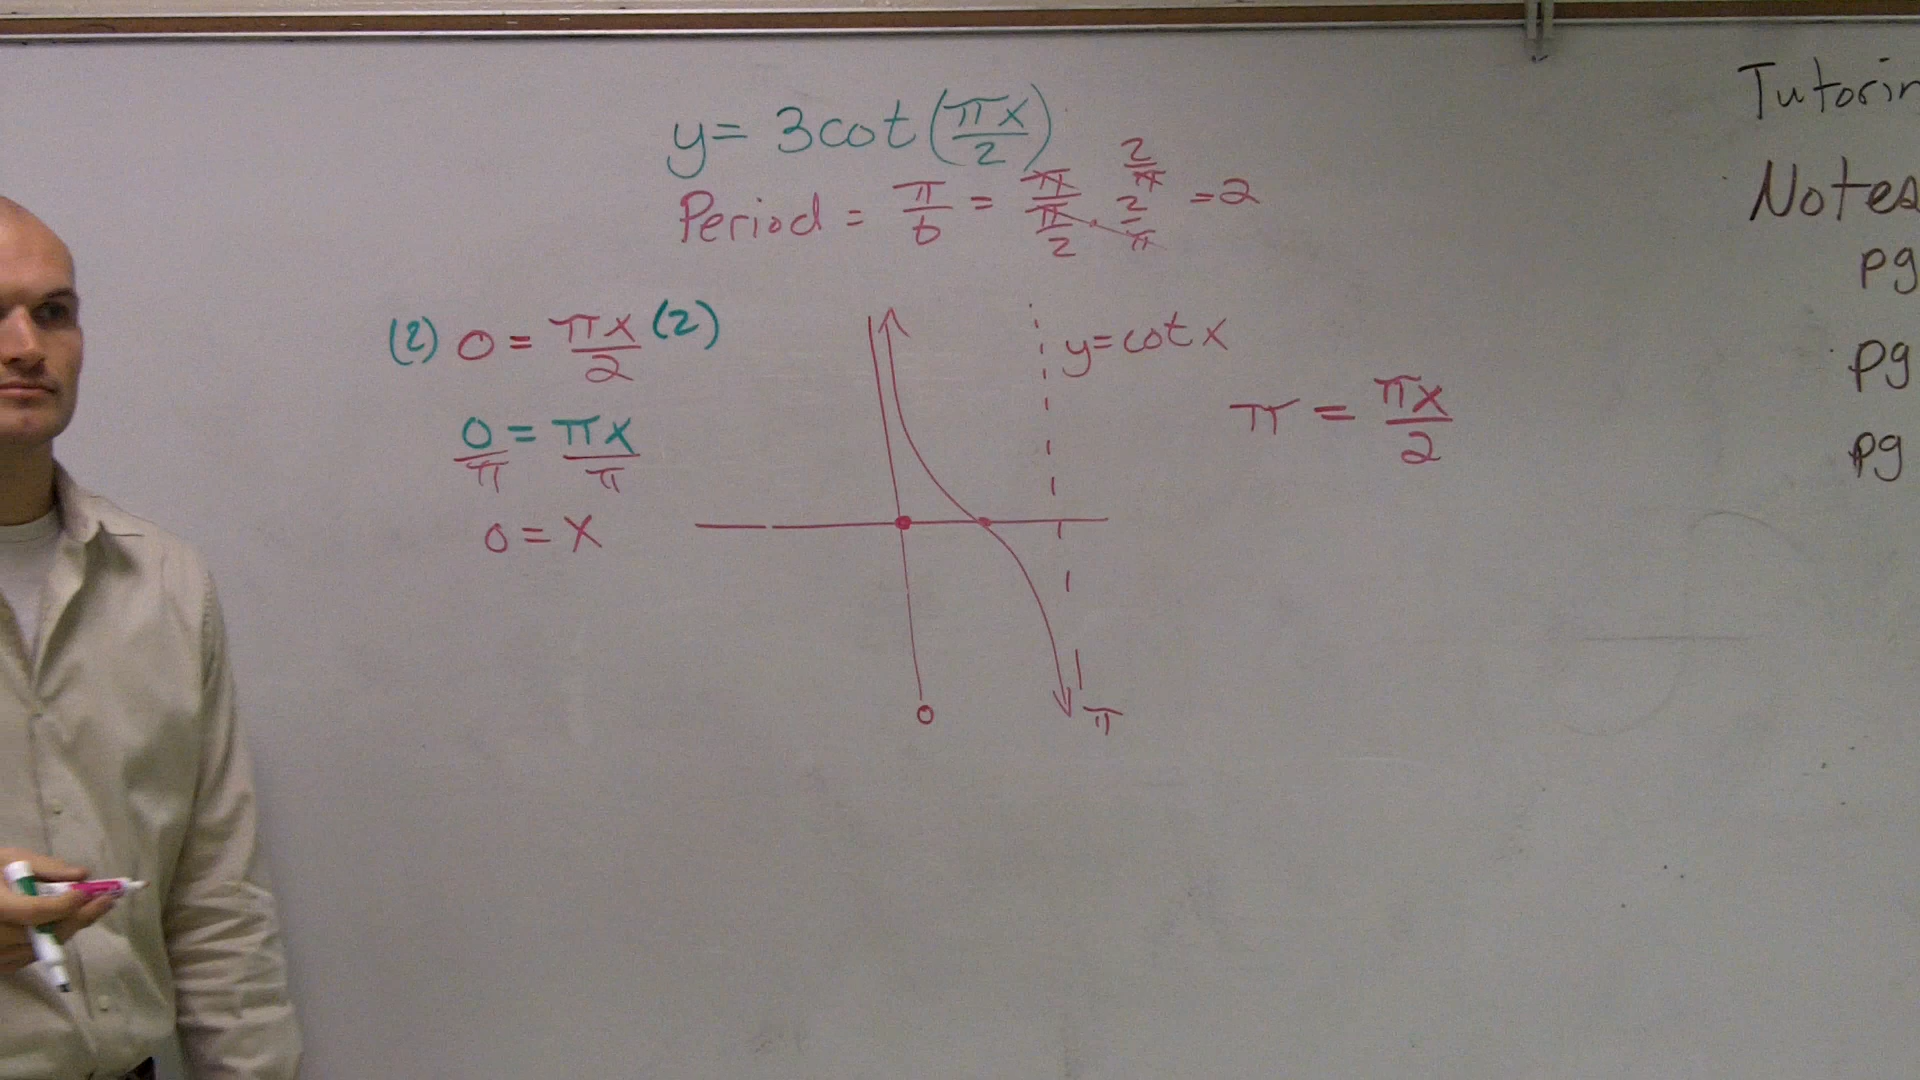 y = 3cot(πx/2)
Period = π/b = π/(π/2) · (2/π)/(2/π) = 2
(2) 0 = πx/2 (2)
0/π = πx/π
0 = x
y = cot x
π = πx/2
0
π
Tutorin
Notes
pg
pg
pg